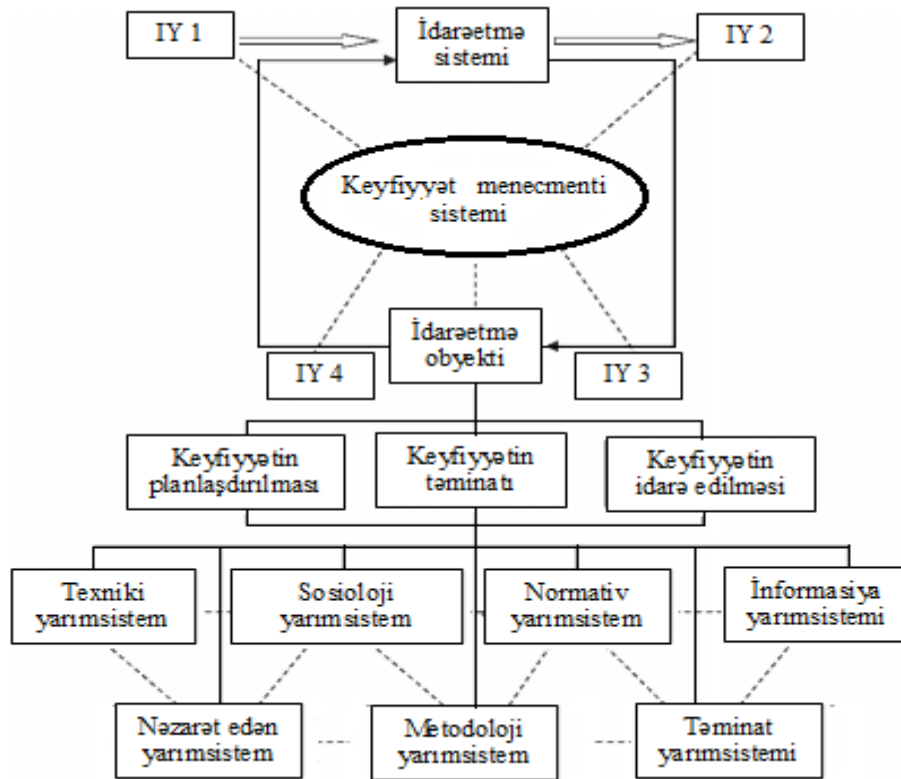 IY 1
İdarəetmə
sistemi
IY 2
Keyfiyyət menecmenti
sistemi
İdarəetmə
obyekti
IY 4
IY 3
Keyfiyyətin
planlaşdırılması
Keyfiyyətin
təminatı
Keyfiyyətin
idarə edilməsi
Texniki
yarımsistem
Sosioloji
yarımsistem
Normativ
yarımsistem
İnformasiya
yarımsistemi
Nəzarət edən
yarımsistem
Metodoloji
yarımsistem
Təminat
yarımsistemi